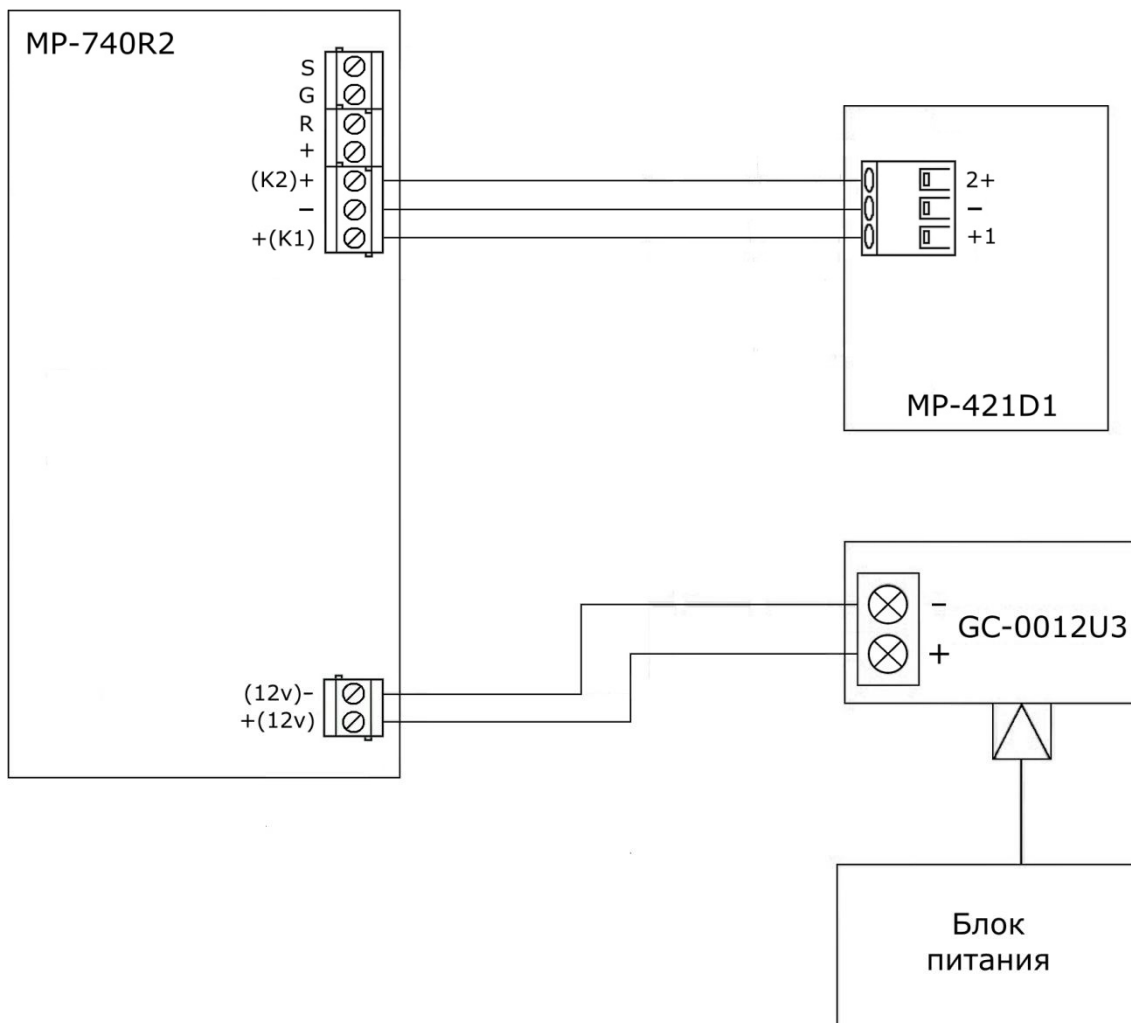 MP-740R2
S
G
R
+
(K2)+
−
+(K1)
2+
−
+1
MP-421D1
−
GC-0012U3
+
(12v)−
+(12v)
Блок
питания